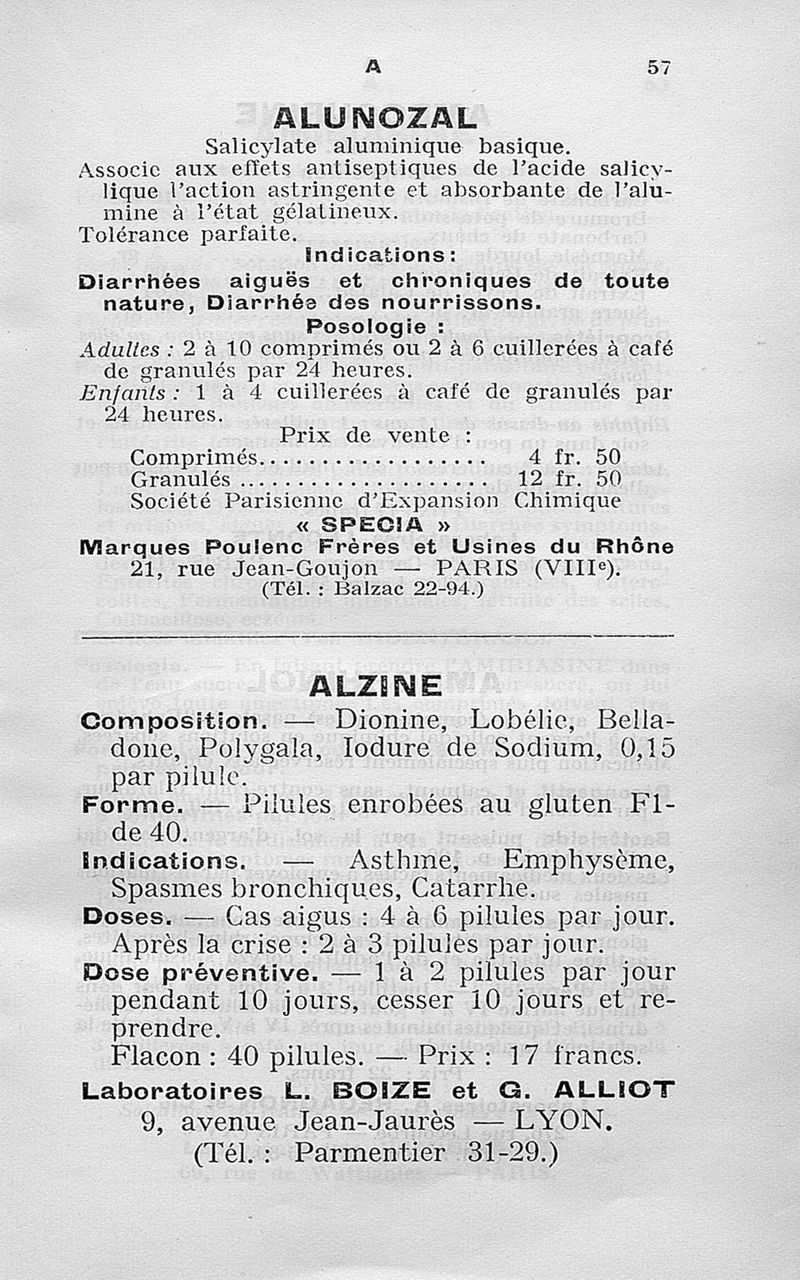 A 57
ALUNOZAL
Salicylate aluminique basique.
Associe aux effets antiseptiques de l'acide salicy-
lique l'action astringente et absorbante de l'alu-
mine à l'état gélatineux.
Tolérance parfaite.
Indications :
Diarrhées aiguës et chroniques de toute
nature, Diarrhée des nourrissons.
Posologie :
Adultes : 2 à 10 comprimés ou 2 à 6 cuillerées à café
de granulés par 24 heures.
Enfants : 1 à 4 cuillerées à café de granulés par
24 heures.
Prix de vente :
Comprimés..................... 4 fr. 50
Granulés ....................... 12 fr. 50
Société Parisienne d'Expansion Chimique
« SPECIA »
Marques Poulenc Frères et Usines du Rhône
21, rue Jean-Goujon — PARIS (VIIIe).
(Tél. : Balzac 22-94.)
ALZINE
Composition. — Dionine, Lobélie, Bella-
done, Polygala, Iodure de Sodium, 0,15
par pilule.
Forme. — Pilules enrobées au gluten Fl-
de 40.
Indications. — Asthme, Emphysème,
Spasmes bronchiques, Catarrhe.
Doses. — Cas aigus : 4 à 6 pilules par jour.
Après la crise : 2 à 3 pilules par jour.
Dose préventive. — 1 à 2 pilules par jour
pendant 10 jours, cesser 10 jours et re-
prendre.
Flacon : 40 pilules. — Prix : 17 francs.
Laboratoires L. BOIZE et G. ALLIOT
9, avenue Jean-Jaurès — LYON.
(Tél. : Parmentier 31-29.)